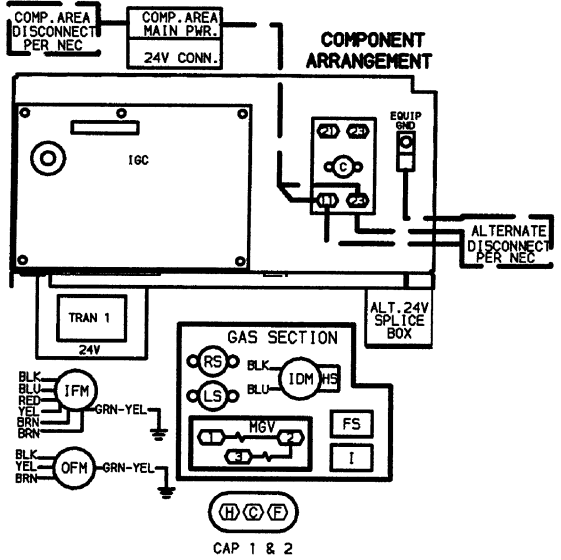 COMP.AREA
DISCONNECT
PER NEC
COMP.AREA
MAIN PWR.
24V CONN.
COMPONENT
ARRANGEMENT
IGC
21
23
C
11
23
EQUIP
GND
ALTERNATE
DISCONNECT
PER NEC
TRAN 1
24V
ALT.24V
SPLICE
BOX
GAS SECTION
RS
LS
BLK
BLU
IDM
HS
MGV
1
2
3
FS
I
BLK
BLU
RED
YEL
BRN
BRN
IFM
GRN-YEL
BLK
YEL
BRN
OFM
GRN-YEL
H C F
CAP 1 & 2